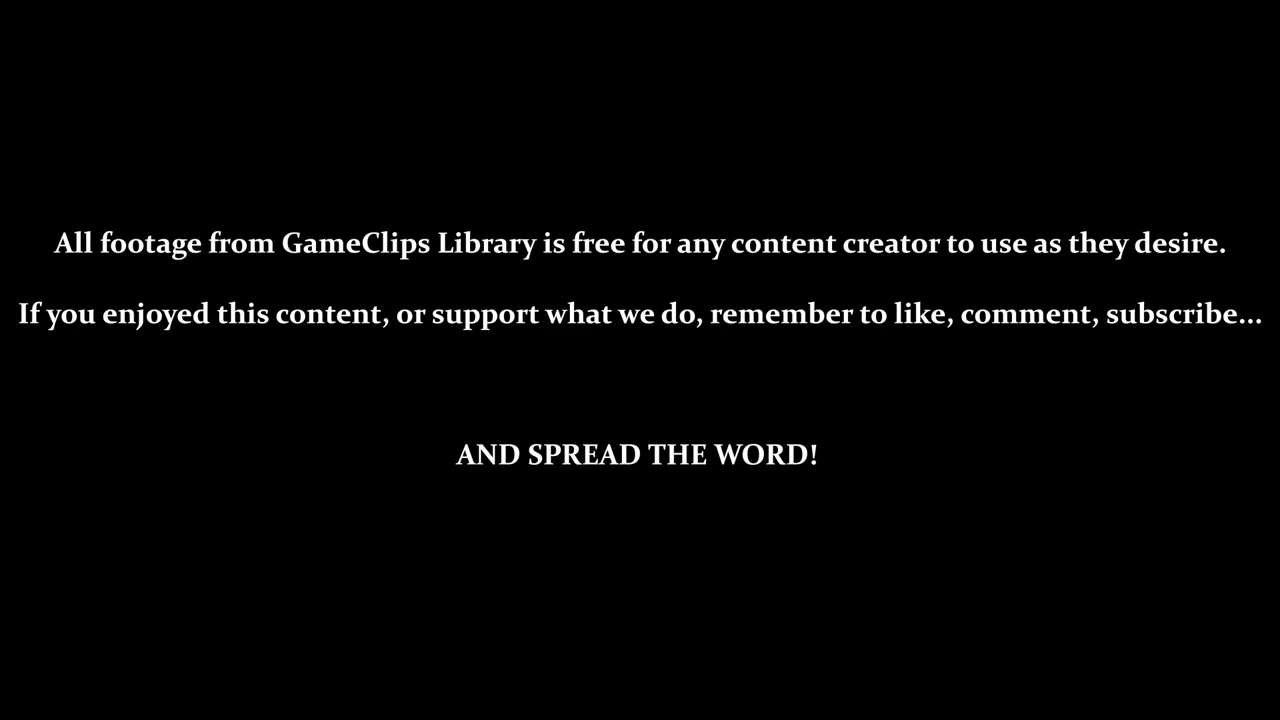 All footage from GameClips Library is free for any content creator to use as they desire.
If you enjoyed this content, or support what we do, remember to like, comment, subscribe...
AND SPREAD THE WORD!